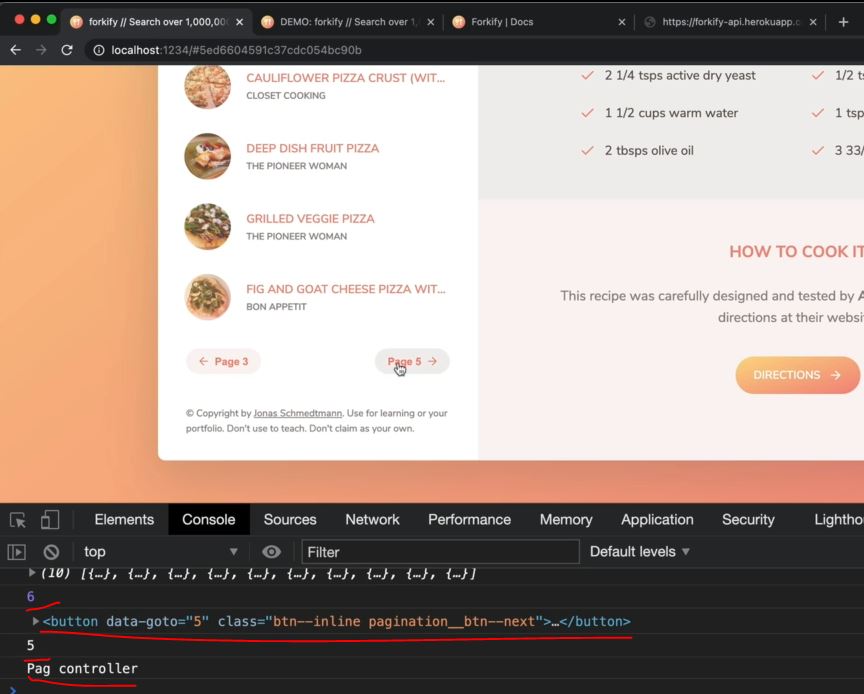 forkify // Search over 1,000,00
DEMO: forkify // Search over 1,
Forkify | Docs
https://forkify-api.herokuapp.c
localhost:1234/#5ed6604591c37cdc054bc90b
CAULIFLOWER PIZZA CRUST (WIT...
CLOSET COOKING
DEEP DISH FRUIT PIZZA
THE PIONEER WOMAN
GRILLED VEGGIE PIZZA
THE PIONEER WOMAN
FIG AND GOAT CHEESE PIZZA WIT...
BON APPETIT
← Page 3
Page 5 →
© Copyright by Jonas Schmedtmann. Use for learning or your
portfolio. Don't use to teach. Don't claim as your own.
2 1/4 tsps active dry yeast
1/2 ts
1 1/2 cups warm water
1 tsp
2 tbsps olive oil
3 33/
HOW TO COOK IT
This recipe was carefully designed and tested by A
directions at their websi
DIRECTIONS →
Elements Console Sources Network Performance Memory Application Security Lightho
top Filter Default levels
(10) [{…}, {…}, {…}, {…}, {…}, {…}, {…}, {…}, {…}, {…}]
6
<button data-goto="5" class="btn--inline pagination__btn--next">…</button>
5
Pag controller